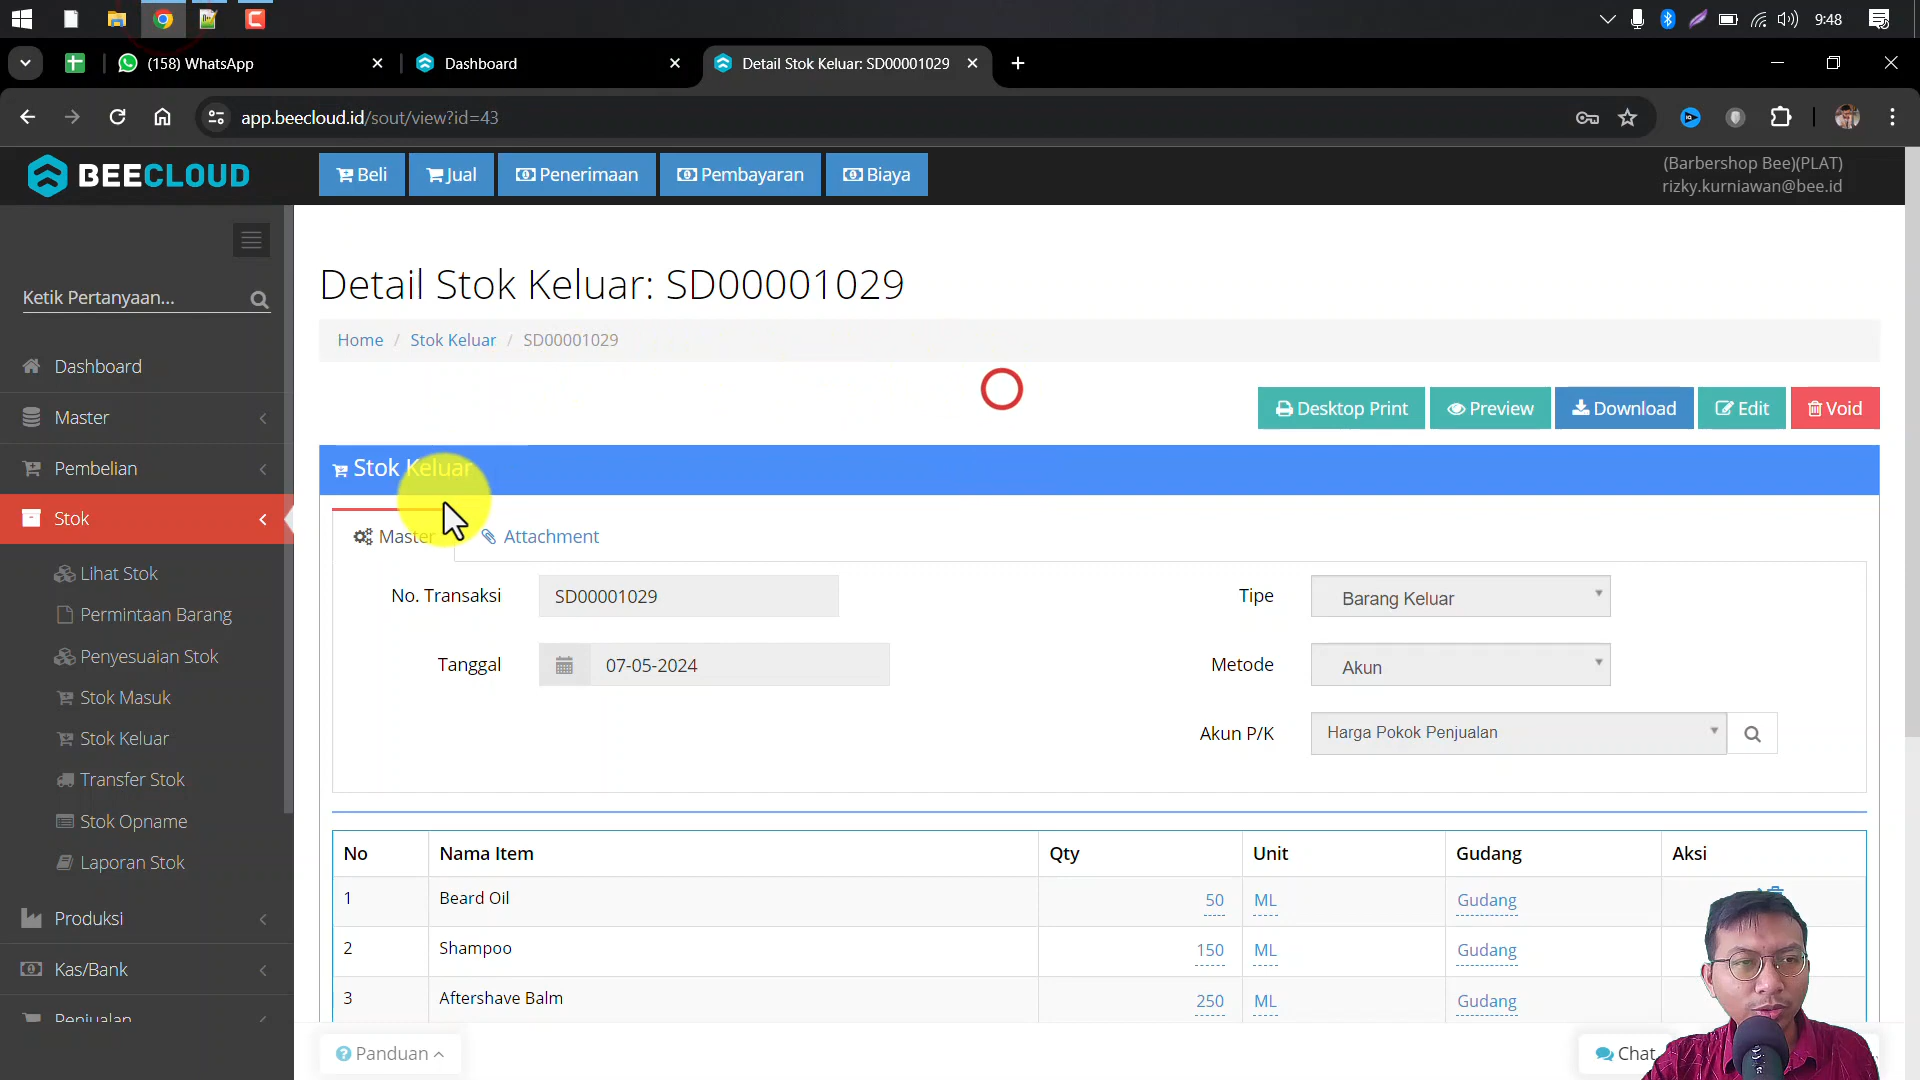 9:48
(158) WhatsApp
Dashboard
Detail Stok Keluar: SD00001029
app.beecloud.id/sout/view?id=43
BEECLOUD
Beli
Jual
Penerimaan
Pembayaran
Biaya
(Barbershop Bee)(PLAT)
rizky.kurniawan@bee.id
Ketik Pertanyaan...
Dashboard
Master
Pembelian
Stok
Lihat Stok
Permintaan Barang
Penyesuaian Stok
Stok Masuk
Stok Keluar
Transfer Stok
Stok Opname
Laporan Stok
Produksi
Kas/Bank
Penjualan
Detail Stok Keluar: SD00001029
Home / Stok Keluar / SD00001029
Desktop Print
Preview
Download
Edit
Void
Stok Keluar
Master
Attachment
No. Transaksi SD00001029
Tipe Barang Keluar
Tanggal 07-05-2024
Metode Akun
Akun P/K Harga Pokok Penjualan
No Nama Item Qty Unit Gudang Aksi
1 Beard Oil 50 ML Gudang
2 Shampoo 150 ML Gudang
3 Aftershave Balm 250 ML Gudang
Panduan
Chat